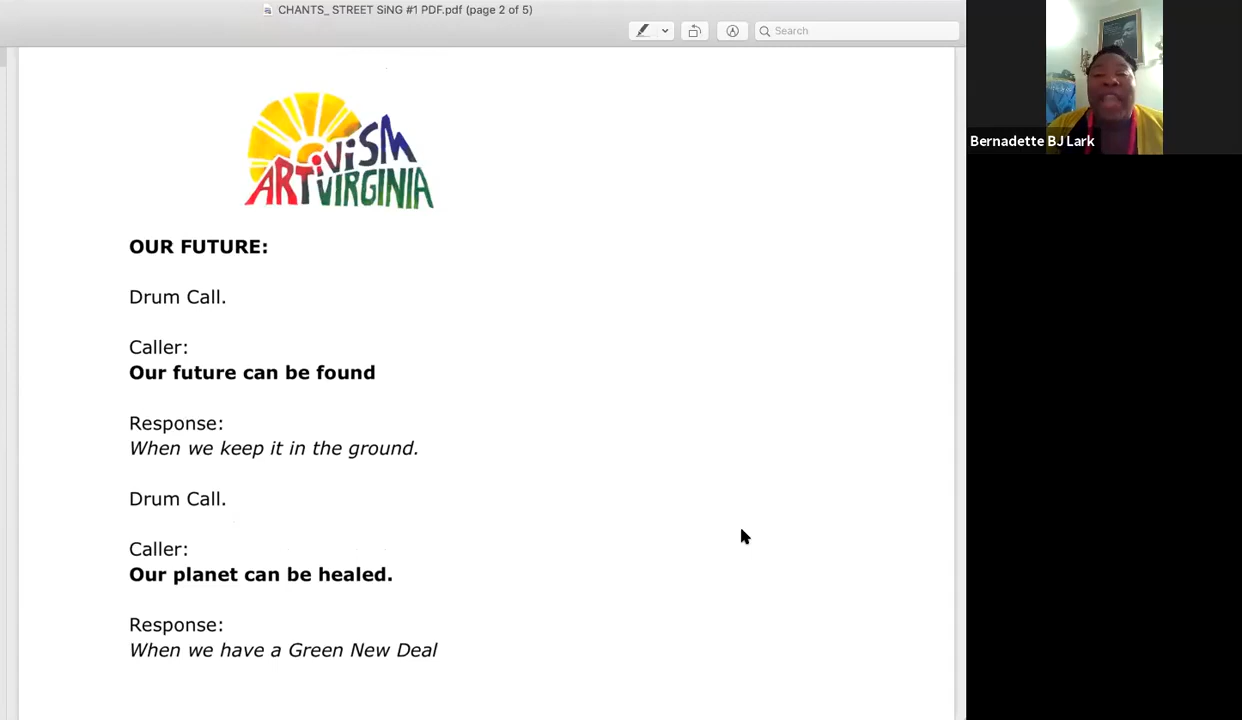 CHANTS_ STREET SiNG #1 PDF.pdf (page 2 of 5)
Search
ARTiViSM
VIRGINIA
Bernadette BJ Lark
OUR FUTURE:
Drum Call.
Caller:
Our future can be found
Response:
When we keep it in the ground.
Drum Call.
Caller:
Our planet can be healed.
Response:
When we have a Green New Deal